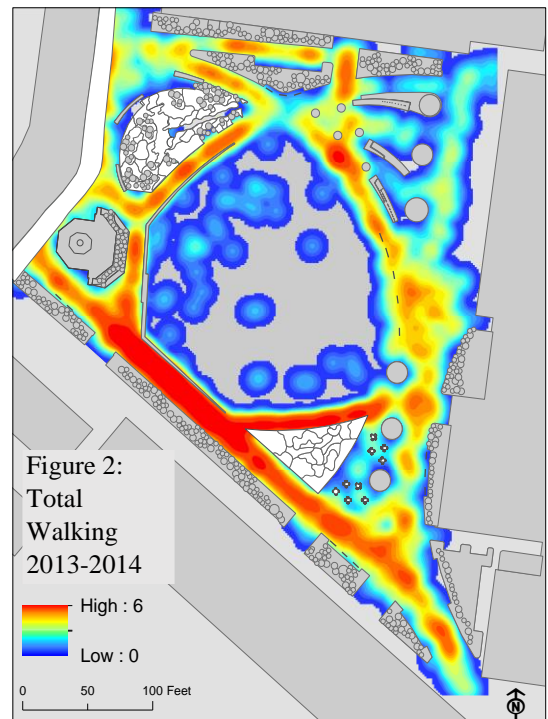 Figure 2:
Total
Walking
2013-2014
High : 6
Low : 0
0 50 100 Feet
N